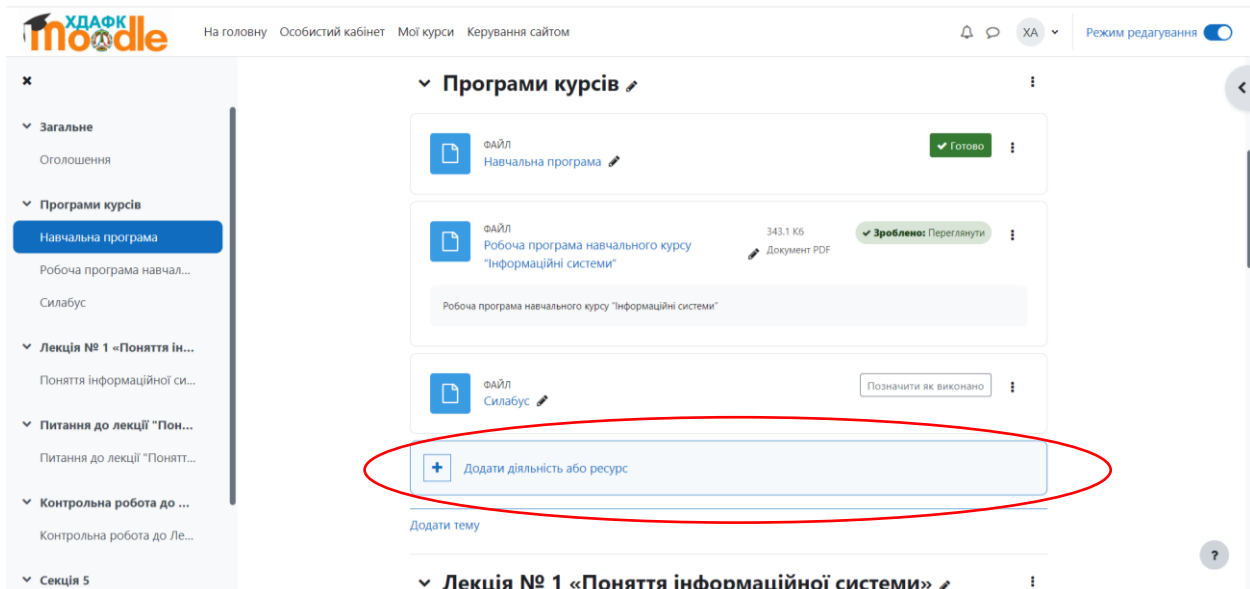 ХДАФК
moodle
На головну Особистий кабінет Мої курси Керування сайтом
ХА
Режим редагування
Загальне
Оголошення
Програми курсів
Навчальна програма
Робоча програма навчал...
Силабус
Лекція № 1 «Поняття ін...
Поняття інформаційної си...
Питання до лекції "Пон...
Питання до лекції "Понятт...
Контрольна робота до ...
Контрольна робота до Ле...
Секція 5
Програми курсів
ФАЙЛ
Навчальна програма
Готово
ФАЙЛ
Робоча програма навчального курсу
"Інформаційні системи"
343.1 Кб
Документ PDF
Зроблено: Переглянути
Робоча програма навчального курсу "Інформаційні системи"
ФАЙЛ
Силабус
Позначити як виконано
Додати діяльність або ресурс
Додати тему
Лекція № 1 «Поняття інформаційної системи»
?